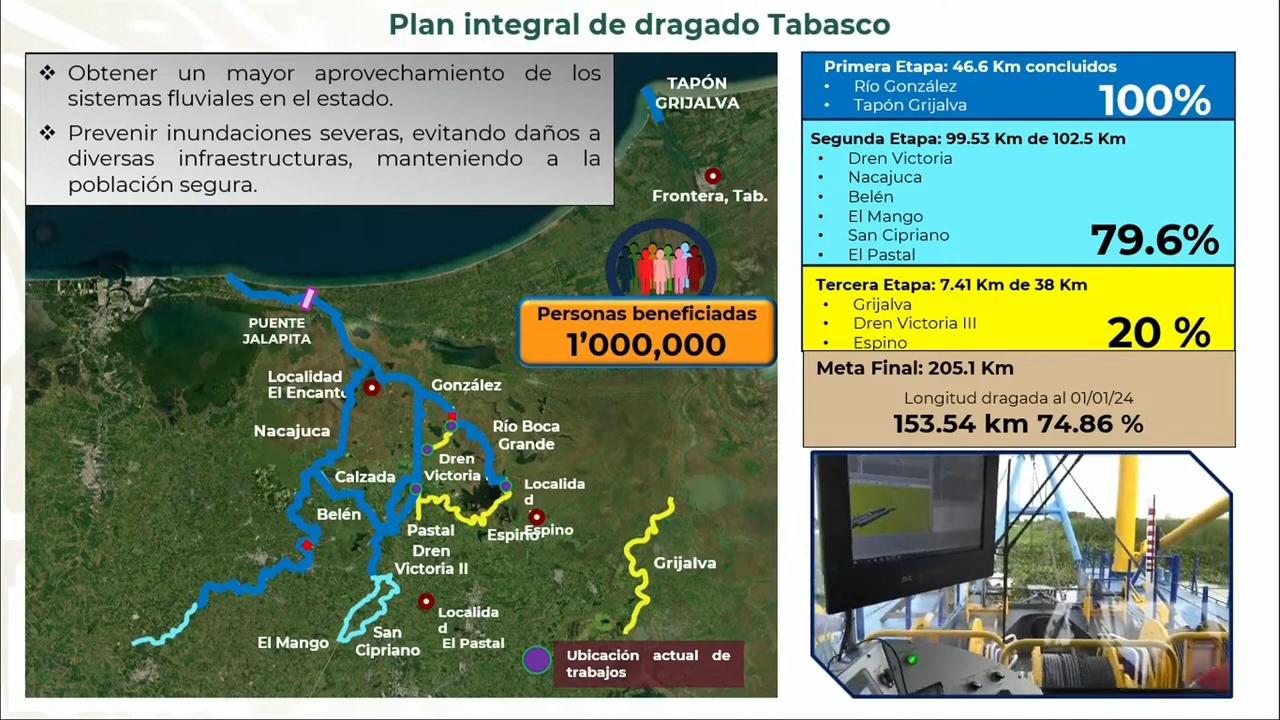 Plan integral de dragado Tabasco
❖ Obtener un mayor aprovechamiento de los
sistemas fluviales en el estado.
❖ Prevenir inundaciones severas, evitando daños a
diversas infraestructuras, manteniendo a la
población segura.
TAPÓN
GRIJALVA
Frontera, Tab.
Personas beneficiadas
1’000,000
PUENTE
JALAPITA
Localidad
El Encanto
González
Nacajuca
Río Boca
Grande
Dren
Victoria
Calzada
Localida
d
Espino
Belén
Pastal
Espino
Dren
Victoria II
Grijalva
Localida
d
El Pastal
El Mango
San
Cipriano
Ubicación actual de
trabajos
Primera Etapa: 46.6 Km concluidos
• Río González
• Tapón Grijalva
100%
Segunda Etapa: 99.53 Km de 102.5 Km
• Dren Victoria
• Nacajuca
• Belén
• El Mango
• San Cipriano
• El Pastal
79.6%
Tercera Etapa: 7.41 Km de 38 Km
• Grijalva
• Dren Victoria III
• Espino
20 %
Meta Final: 205.1 Km
Longitud dragada al 01/01/24
153.54 km 74.86 %